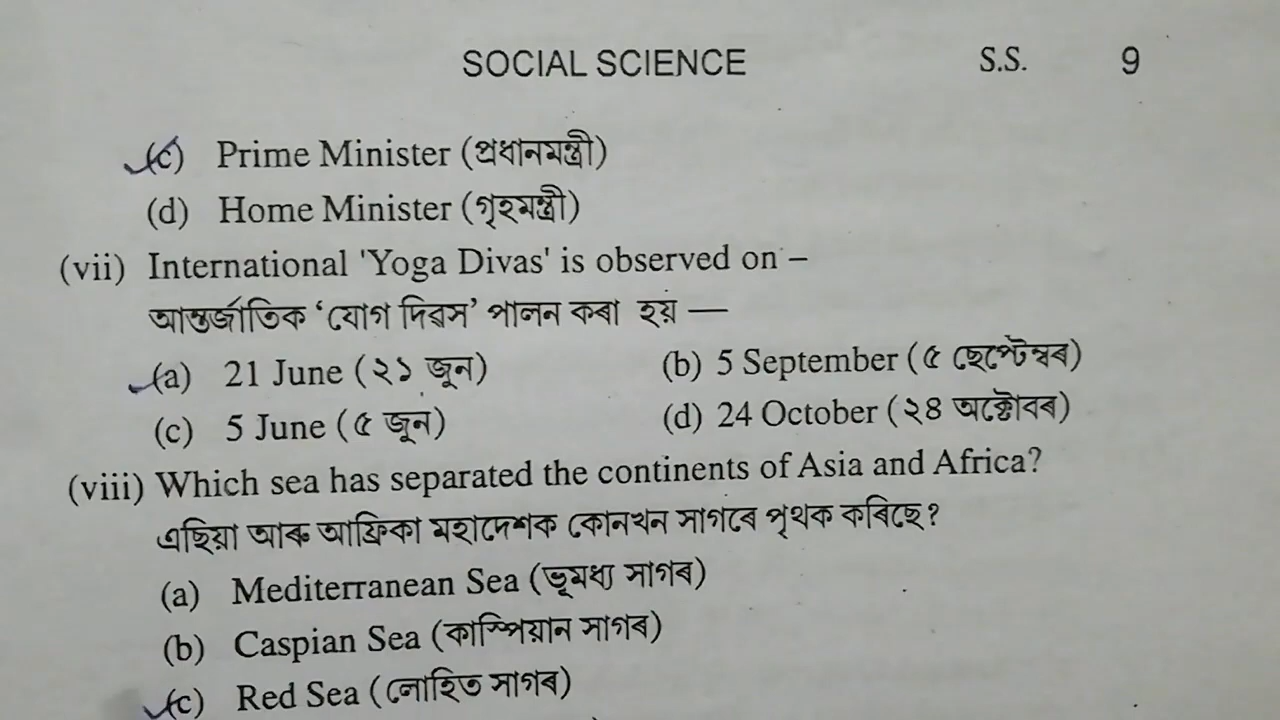 SOCIAL SCIENCE S.S. 9
(c) Prime Minister (প্ৰধানমন্ত্ৰী)
(d) Home Minister (গৃহমন্ত্ৰী)
(vii) International 'Yoga Divas' is observed on –
আন্তৰ্জাতিক ‘যোগ দিৱস’ পালন কৰা হয় —
(a) 21 June (২১ জুন) (b) 5 September (৫ ছেপ্টেম্বৰ)
(c) 5 June (৫ জুন) (d) 24 October (২৪ অক্টোবৰ)
(viii) Which sea has separated the continents of Asia and Africa?
এছিয়া আৰু আফ্ৰিকা মহাদেশক কোনখন সাগৰে পৃথক কৰিছে?
(a) Mediterranean Sea (ভূমধ্য সাগৰ)
(b) Caspian Sea (কাস্পিয়ান সাগৰ)
(c) Red Sea (লোহিত সাগৰ)